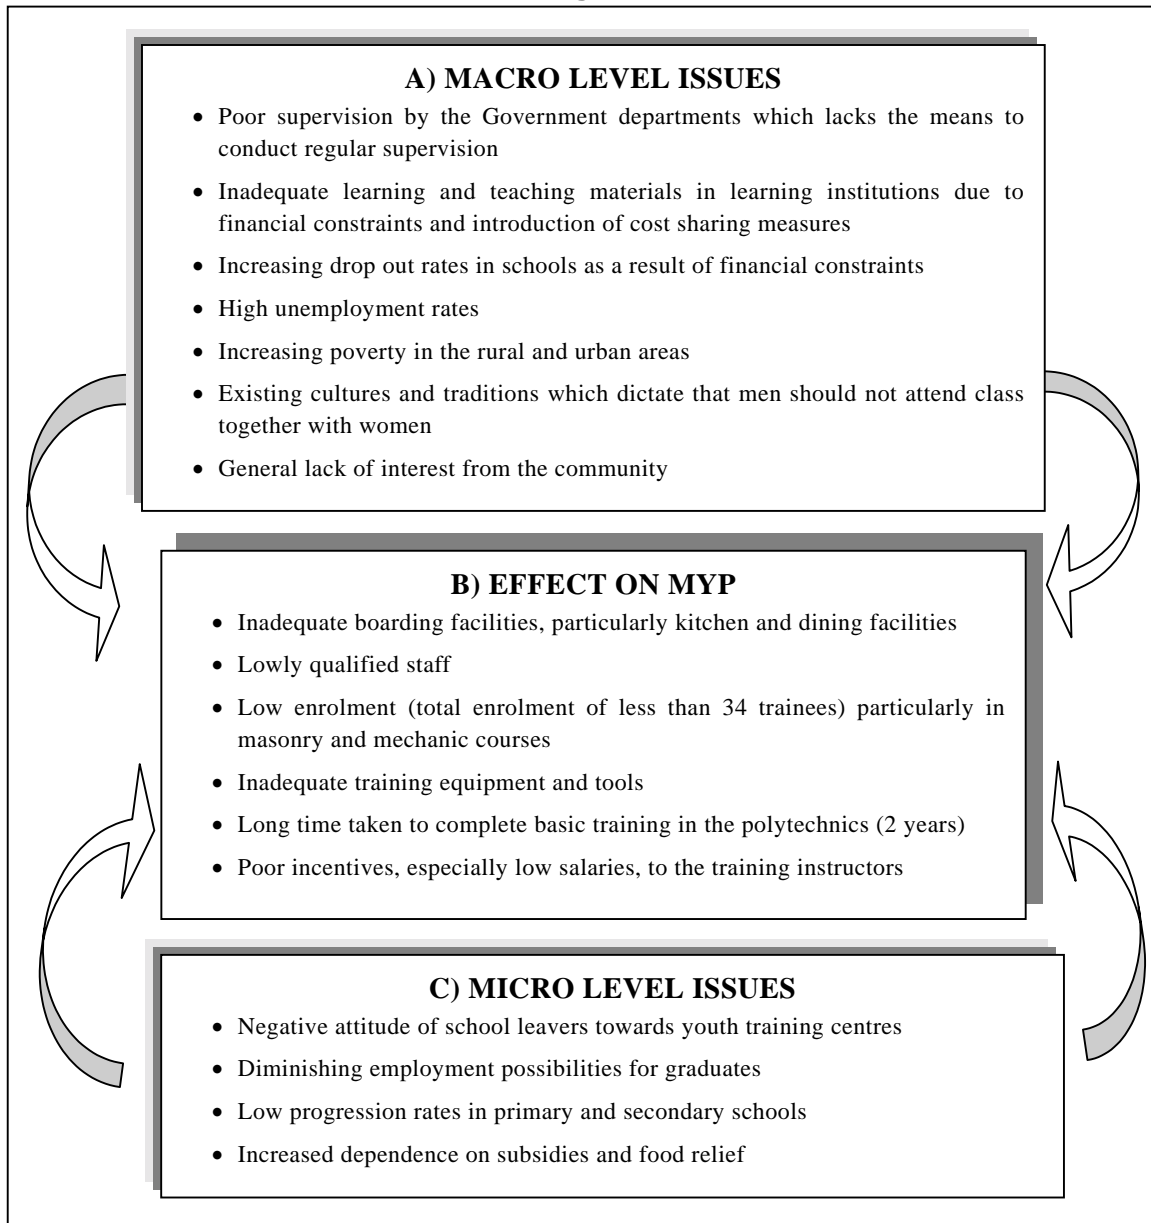 A) MACRO LEVEL ISSUES
• Poor supervision by the Government departments which lacks the means to
conduct regular supervision
• Inadequate learning and teaching materials in learning institutions due to
financial constraints and introduction of cost sharing measures
• Increasing drop out rates in schools as a result of financial constraints
• High unemployment rates
• Increasing poverty in the rural and urban areas
• Existing cultures and traditions which dictate that men should not attend class
together with women
• General lack of interest from the community
B) EFFECT ON MYP
• Inadequate boarding facilities, particularly kitchen and dining facilities
• Lowly qualified staff
• Low enrolment (total enrolment of less than 34 trainees) particularly in
masonry and mechanic courses
• Inadequate training equipment and tools
• Long time taken to complete basic training in the polytechnics (2 years)
• Poor incentives, especially low salaries, to the training instructors
C) MICRO LEVEL ISSUES
• Negative attitude of school leavers towards youth training centres
• Diminishing employment possibilities for graduates
• Low progression rates in primary and secondary schools
• Increased dependence on subsidies and food relief